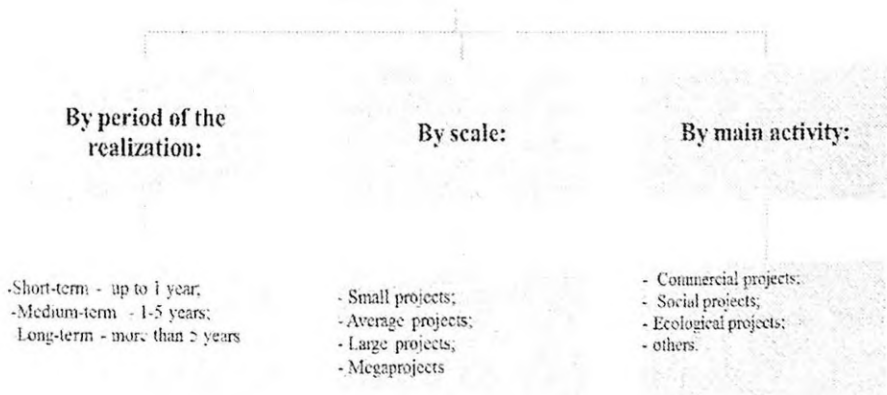 By period of the
realization:
By scale:
By main activity:
-Short-term - up to 1 year;
-Medium-term - 1-5 years;
Long-term - more than 5 years
- Small projects;
- Average projects;
- Large projects;
- Megaprojects
- Commercial projects;
- Social projects;
- Ecological projects;
- others.